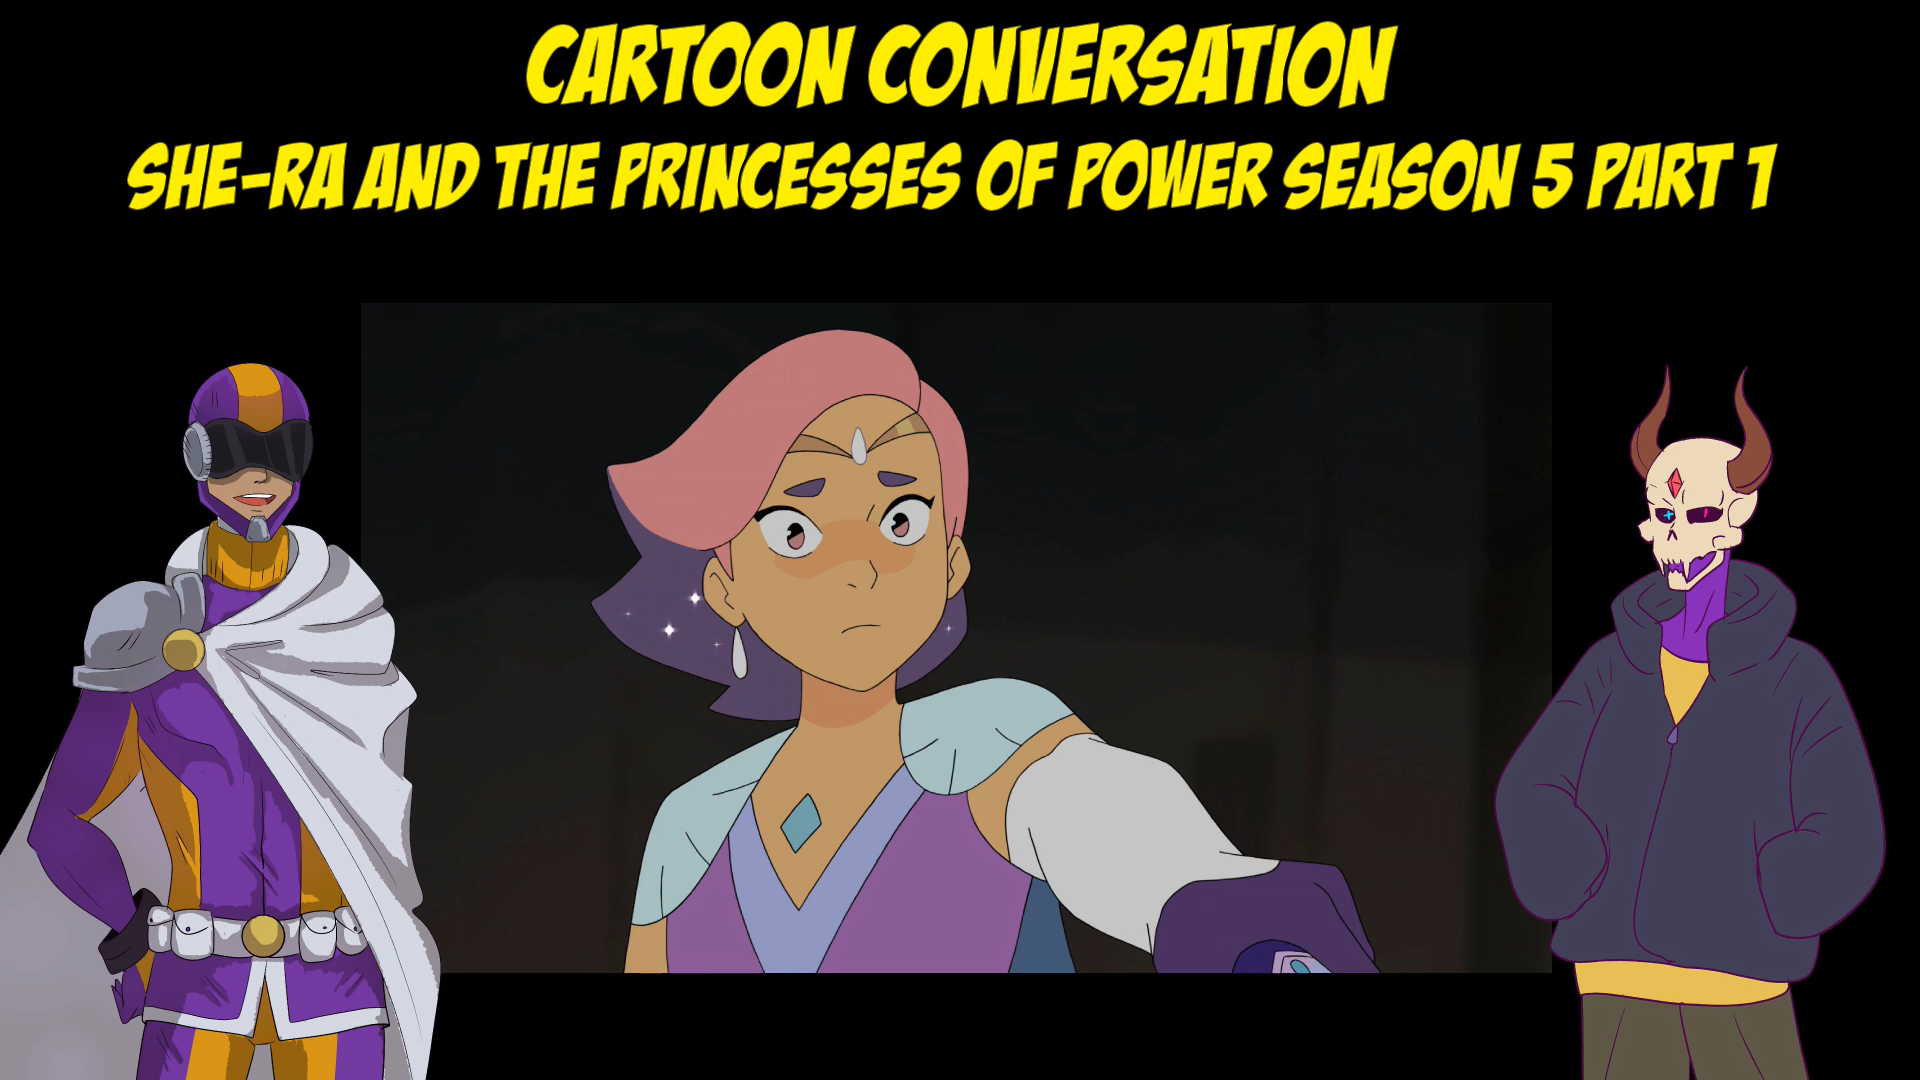 CARTOON CONVERSATION
SHE-RA AND THE PRINCESSES OF POWER SEASON 5 PART 1